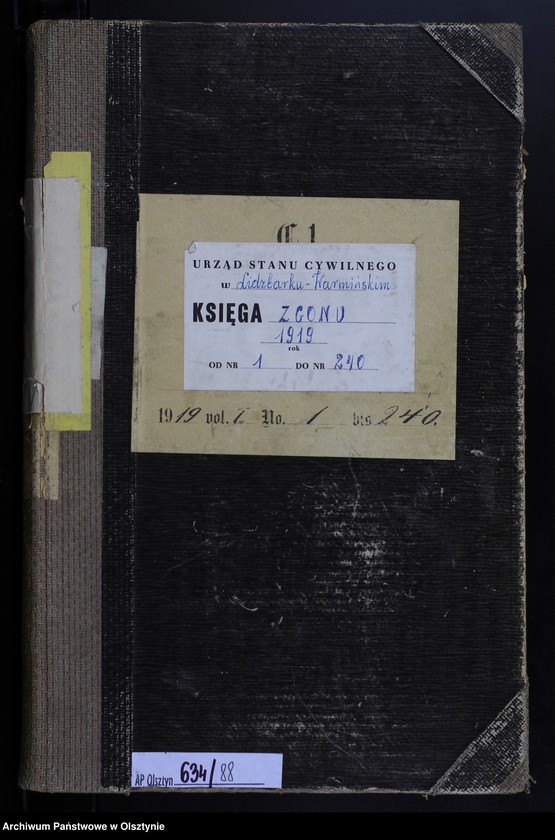 C 1
URZĄD STANU CYWILNEGO
w Lidzbarku-Warmińskim
KSIĘGA ZGONU
1919
rok
OD NR 1 DO NR 240
1919 vol. I No. 1 bis 240.
AP Olsztyn 634/88
Archiwum Państwowe w Olsztynie